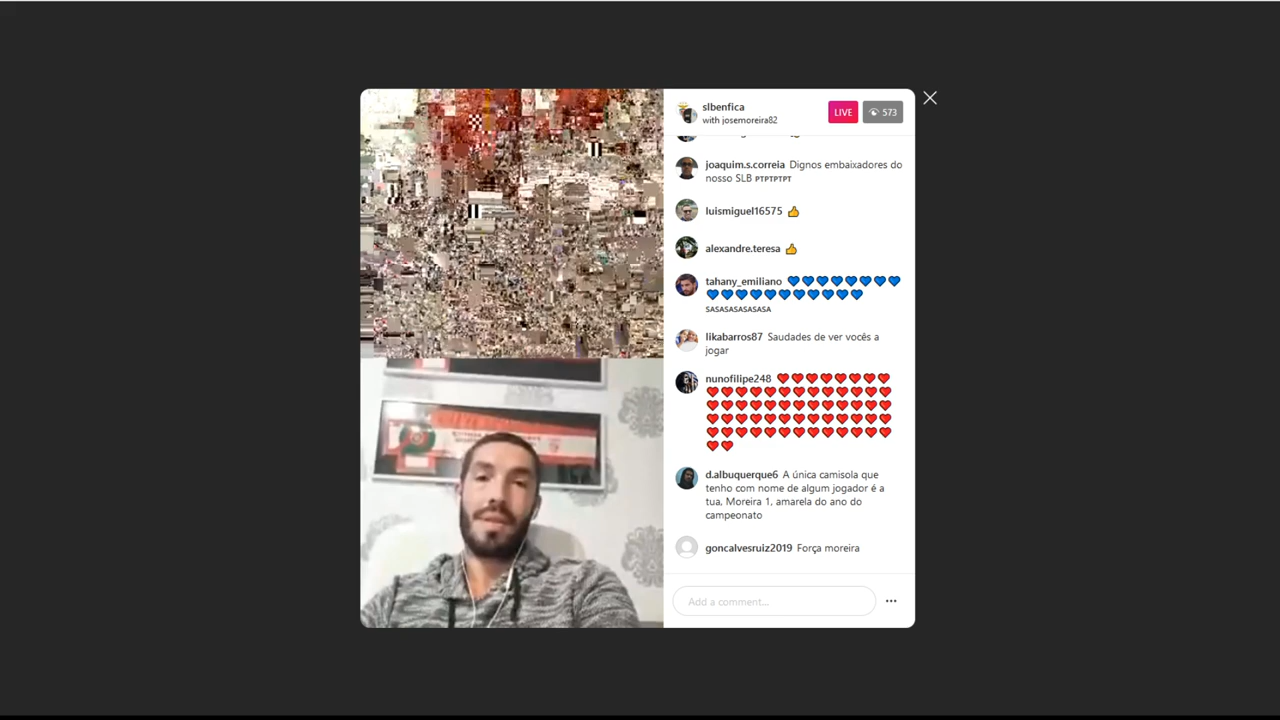 slbenfica
with josemoreira82
LIVE
573
joaquim.s.correia Dignos embaixadores do
nosso SLB PTPTPTPT
luismiguel16575 👍
alexandre.teresa 👍
tahany_emiliano 💙💙💙💙💙💙💙💙
💙💙💙💙💙💙💙💙💙💙💙
SASASASASASASA
likabarros87 Saudades de ver vocês a
jogar
nunofilipe248 ❤❤❤❤❤❤❤❤
❤❤❤❤❤❤❤❤❤❤❤❤❤
❤❤❤❤❤❤❤❤❤❤❤❤❤
❤❤❤❤❤❤❤❤❤❤❤❤❤
❤❤❤❤❤❤❤❤❤❤❤❤❤
❤❤
d.albuquerque6 A única camisola que
tenho com nome de algum jogador é a
tua, Moreira 1, amarela do ano do
campeonato
goncalvesruiz2019 Força moreira
Add a comment...